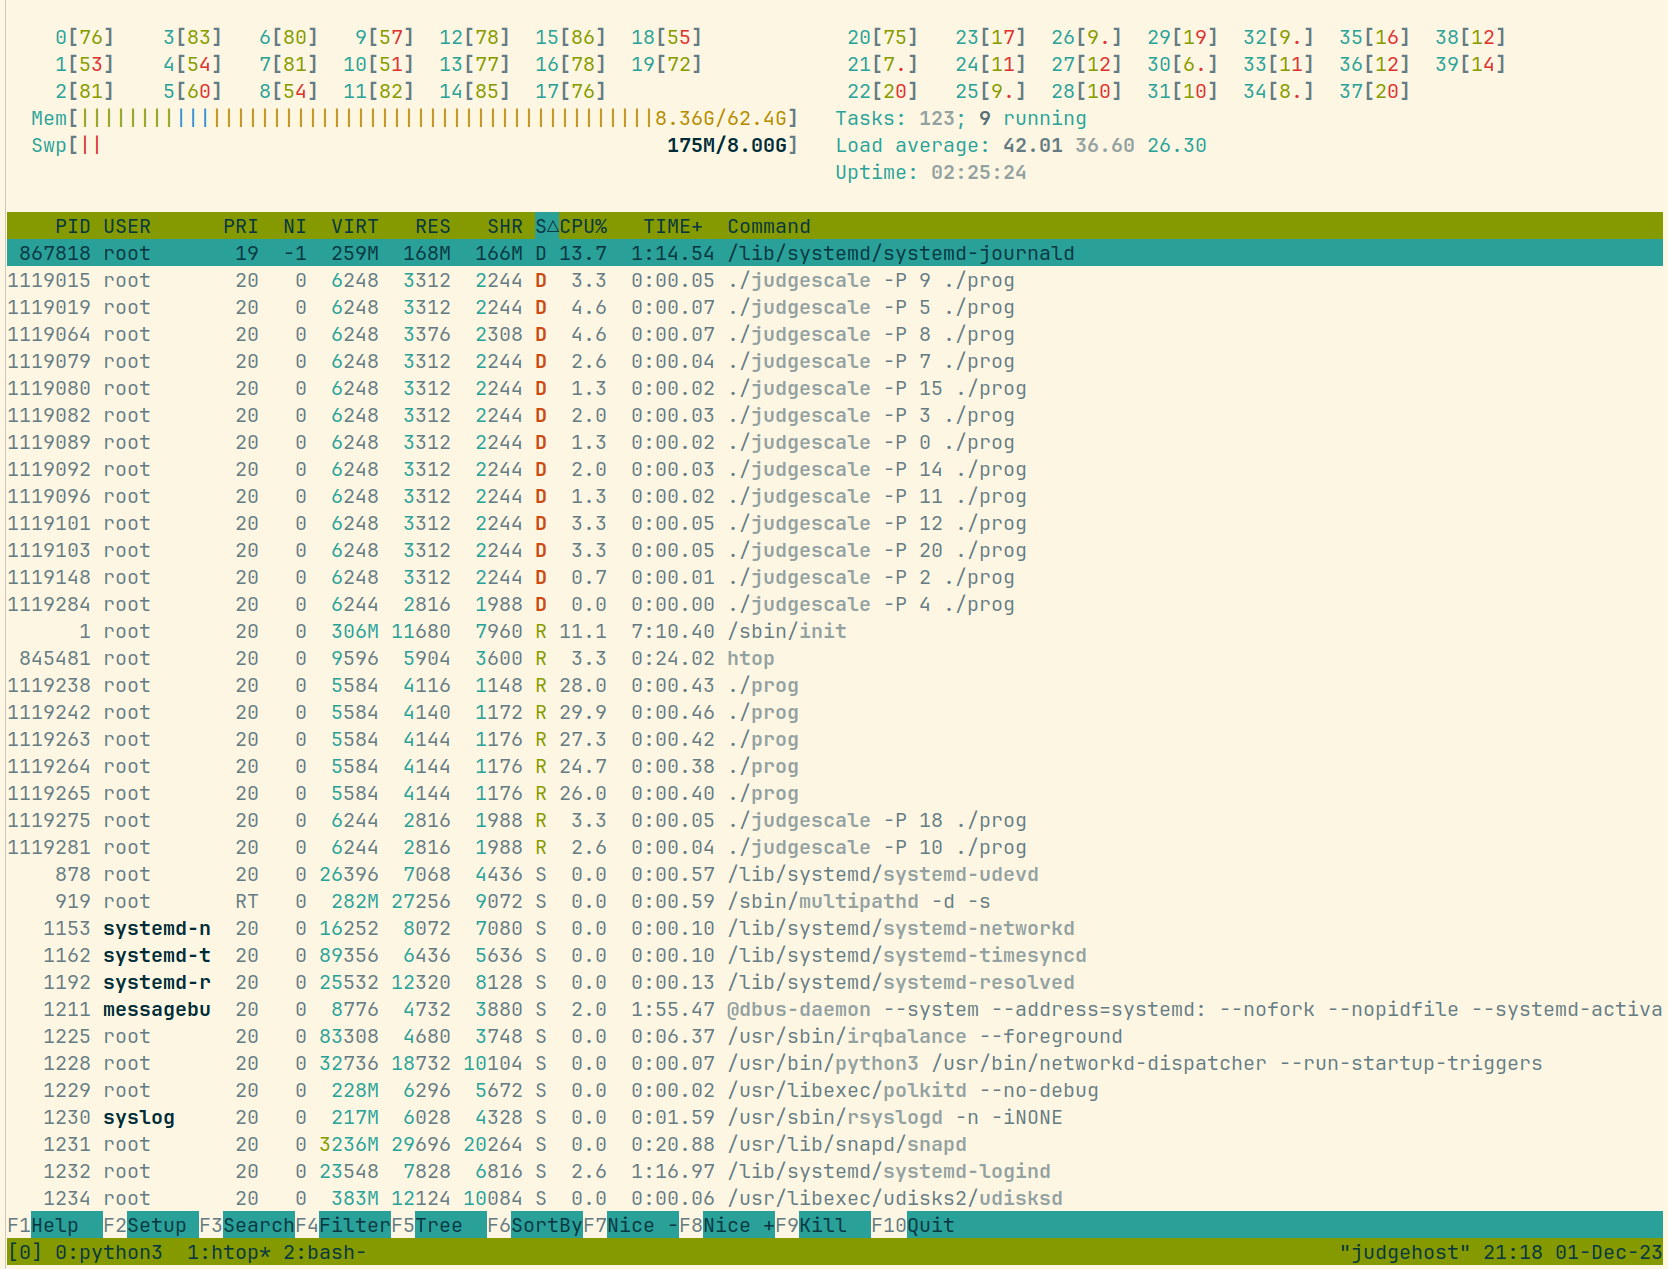 0[76] 3[83] 6[80] 9[57] 12[78] 15[86] 18[55] 20[75] 23[17] 26[9.] 29[19] 32[9.] 35[16] 38[12]
1[53] 4[54] 7[81] 10[51] 13[77] 16[78] 19[72] 21[7.] 24[11] 27[12] 30[6.] 33[11] 36[12] 39[14]
2[81] 5[60] 8[54] 11[82] 14[85] 17[76] 22[20] 25[9.] 28[10] 31[10] 34[8.] 37[20]
Mem[||||||||||||||||||||||||||||||||||||||||||||||||8.36G/62.4G] Tasks: 123; 9 running
Swp[|| 175M/8.00G] Load average: 42.01 36.60 26.30
Uptime: 02:25:24
PID USER PRI NI VIRT RES SHR S△CPU% TIME+ Command
867818 root 19 -1 259M 168M 166M D 13.7 1:14.54 /lib/systemd/systemd-journald
1119015 root 20 0 6248 3312 2244 D 3.3 0:00.05 ./judgescale -P 9 ./prog
1119019 root 20 0 6248 3312 2244 D 4.6 0:00.07 ./judgescale -P 5 ./prog
1119064 root 20 0 6248 3376 2308 D 4.6 0:00.07 ./judgescale -P 8 ./prog
1119079 root 20 0 6248 3312 2244 D 2.6 0:00.04 ./judgescale -P 7 ./prog
1119080 root 20 0 6248 3312 2244 D 1.3 0:00.02 ./judgescale -P 15 ./prog
1119082 root 20 0 6248 3312 2244 D 2.0 0:00.03 ./judgescale -P 3 ./prog
1119089 root 20 0 6248 3312 2244 D 1.3 0:00.02 ./judgescale -P 0 ./prog
1119092 root 20 0 6248 3312 2244 D 2.0 0:00.03 ./judgescale -P 14 ./prog
1119096 root 20 0 6248 3312 2244 D 1.3 0:00.02 ./judgescale -P 11 ./prog
1119101 root 20 0 6248 3312 2244 D 3.3 0:00.05 ./judgescale -P 12 ./prog
1119103 root 20 0 6248 3312 2244 D 3.3 0:00.05 ./judgescale -P 20 ./prog
1119148 root 20 0 6248 3312 2244 D 0.7 0:00.01 ./judgescale -P 2 ./prog
1119284 root 20 0 6244 2816 1988 D 0.0 0:00.00 ./judgescale -P 4 ./prog
1 root 20 0 306M 11680 7960 R 11.1 7:10.40 /sbin/init
845481 root 20 0 9596 5904 3600 R 3.3 0:24.02 htop
1119238 root 20 0 5584 4116 1148 R 28.0 0:00.43 ./prog
1119242 root 20 0 5584 4140 1172 R 29.9 0:00.46 ./prog
1119263 root 20 0 5584 4144 1176 R 27.3 0:00.42 ./prog
1119264 root 20 0 5584 4144 1176 R 24.7 0:00.38 ./prog
1119265 root 20 0 5584 4144 1176 R 26.0 0:00.40 ./prog
1119275 root 20 0 6244 2816 1988 R 3.3 0:00.05 ./judgescale -P 18 ./prog
1119281 root 20 0 6244 2816 1988 R 2.6 0:00.04 ./judgescale -P 10 ./prog
878 root 20 0 26396 7068 4436 S 0.0 0:00.57 /lib/systemd/systemd-udevd
919 root RT 0 282M 27256 9072 S 0.0 0:00.59 /sbin/multipathd -d -s
1153 systemd-n 20 0 16252 8072 7080 S 0.0 0:00.10 /lib/systemd/systemd-networkd
1162 systemd-t 20 0 89356 6436 5636 S 0.0 0:00.10 /lib/systemd/systemd-timesyncd
1192 systemd-r 20 0 25532 12320 8128 S 0.0 0:00.13 /lib/systemd/systemd-resolved
1211 messagebu 20 0 8776 4732 3880 S 2.0 1:55.47 @dbus-daemon --system --address=systemd: --nofork --nopidfile --systemd-activa
1225 root 20 0 83308 4680 3748 S 0.0 0:06.37 /usr/sbin/irqbalance --foreground
1228 root 20 0 32736 18732 10104 S 0.0 0:00.07 /usr/bin/python3 /usr/bin/networkd-dispatcher --run-startup-triggers
1229 root 20 0 228M 6296 5672 S 0.0 0:00.02 /usr/libexec/polkitd --no-debug
1230 syslog 20 0 217M 6028 4328 S 0.0 0:01.59 /usr/sbin/rsyslogd -n -iNONE
1231 root 20 0 3236M 29696 20264 S 0.0 0:20.88 /usr/lib/snapd/snapd
1232 root 20 0 23548 7828 6816 S 2.6 1:16.97 /lib/systemd/systemd-logind
1234 root 20 0 383M 12124 10084 S 0.0 0:00.06 /usr/libexec/udisks2/udisksd
F1Help F2Setup F3SearchF4FilterF5Tree F6SortByF7Nice -F8Nice +F9Kill F10Quit
[0] 0:python3 1:htop* 2:bash- "judgehost" 21:18 01-Dec-23